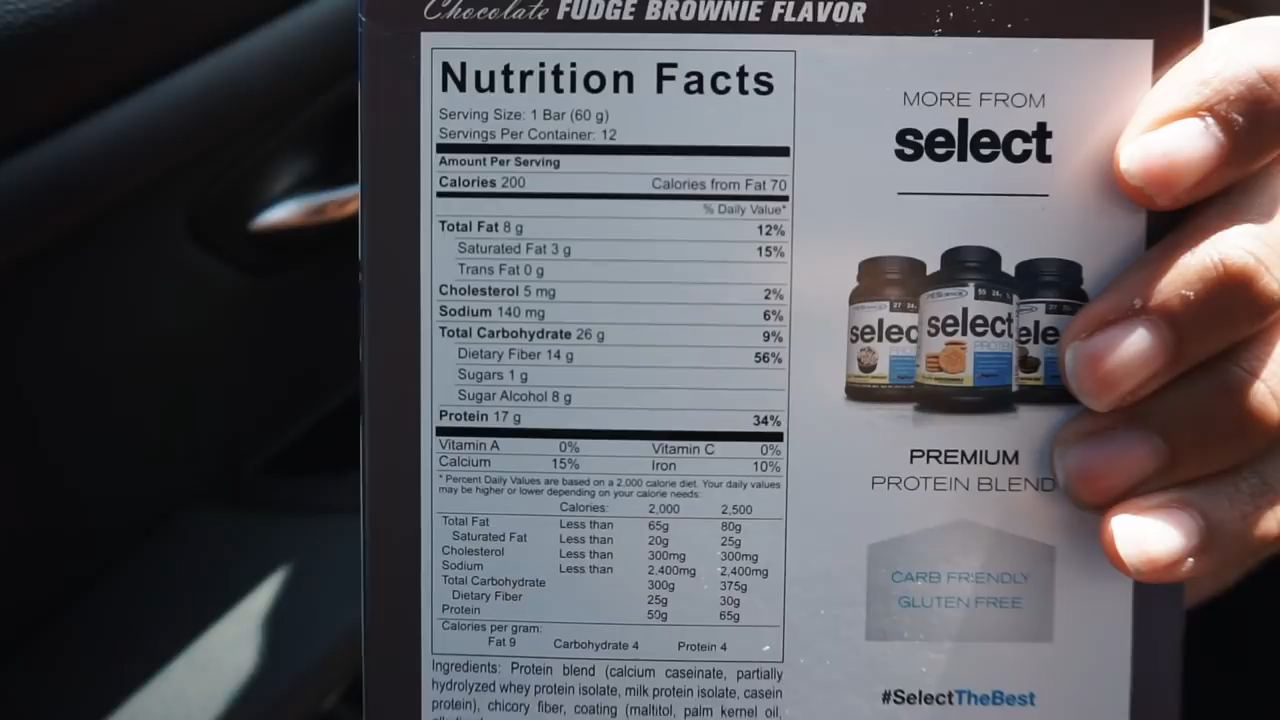 Chocolate FUDGE BROWNIE FLAVOR
Nutrition Facts
Serving Size: 1 Bar (60 g)
Servings Per Container: 12
Amount Per Serving
Calories 200 Calories from Fat 70
% Daily Value*
Total Fat 8 g 12%
Saturated Fat 3 g 15%
Trans Fat 0 g
Cholesterol 5 mg 2%
Sodium 140 mg 6%
Total Carbohydrate 26 g 9%
Dietary Fiber 14 g 56%
Sugars 1 g
Sugar Alcohol 8 g
Protein 17 g 34%
Vitamin A 0% Vitamin C 0%
Calcium 15% Iron 10%
* Percent Daily Values are based on a 2,000 calorie diet. Your daily values
may be higher or lower depending on your calorie needs:
Calories: 2,000 2,500
Total Fat Less than 65g 80g
Saturated Fat Less than 20g 25g
Cholesterol Less than 300mg 300mg
Sodium Less than 2,400mg 2,400mg
Total Carbohydrate 300g 375g
Dietary Fiber 25g 30g
Protein 50g 65g
Calories per gram:
Fat 9 Carbohydrate 4 Protein 4
Ingredients: Protein blend (calcium caseinate, partially
hydrolyzed whey protein isolate, milk protein isolate, casein
protein), chicory fiber, coating (maltitol, palm kernel oil,
MORE FROM
select
selec
select
PROTEIN
ele
PREMIUM
PROTEIN BLEND
CARB FRIENDLY
GLUTEN FREE
#SelectTheBest